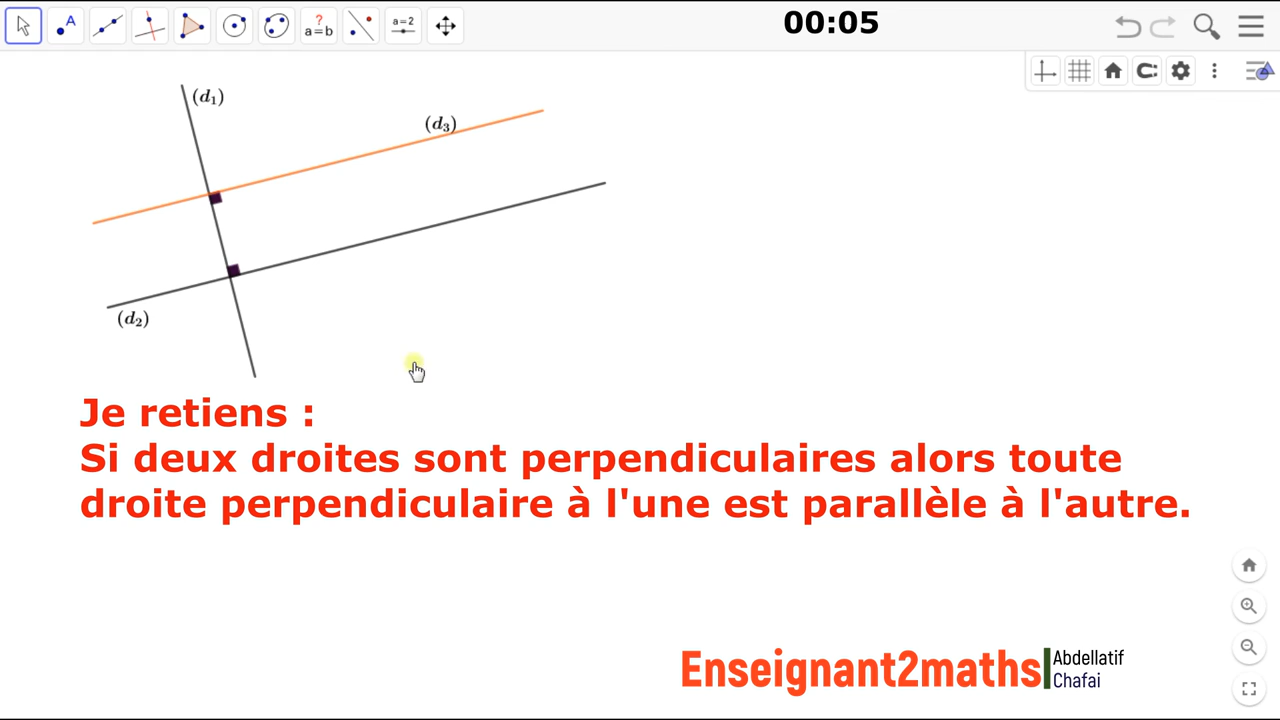 00:05
A
?
a=b
a=2
(d₁)
(d₃)
(d₂)
Je retiens :
Si deux droites sont perpendiculaires alors toute
droite perpendiculaire à l'une est parallèle à l'autre.
Enseignant2maths
Abdellatif
Chafai